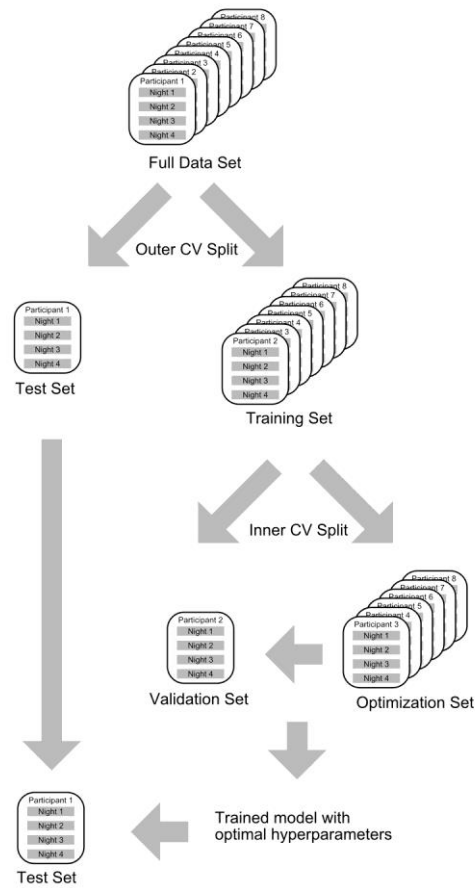 Participant 8
Participant 7
Participant 6
Participant 5
Participant 4
Participant 3
Participant 2
Participant 1
Night 1
Night 2
Night 3
Night 4
Full Data Set
Outer CV Split
Participant 1
Night 1
Night 2
Night 3
Night 4
Test Set
Participant 8
Participant 7
Participant 6
Participant 5
Participant 4
Participant 3
Participant 2
Night 1
Night 2
Night 3
Night 4
Training Set
Inner CV Split
Participant 2
Night 1
Night 2
Night 3
Night 4
Validation Set
Participant 8
Participant 7
Participant 6
Participant 5
Participant 4
Participant 3
Night 1
Night 2
Night 3
Night 4
Optimization Set
Participant 1
Night 1
Night 2
Night 3
Night 4
Test Set
Trained model with
optimal hyperparameters